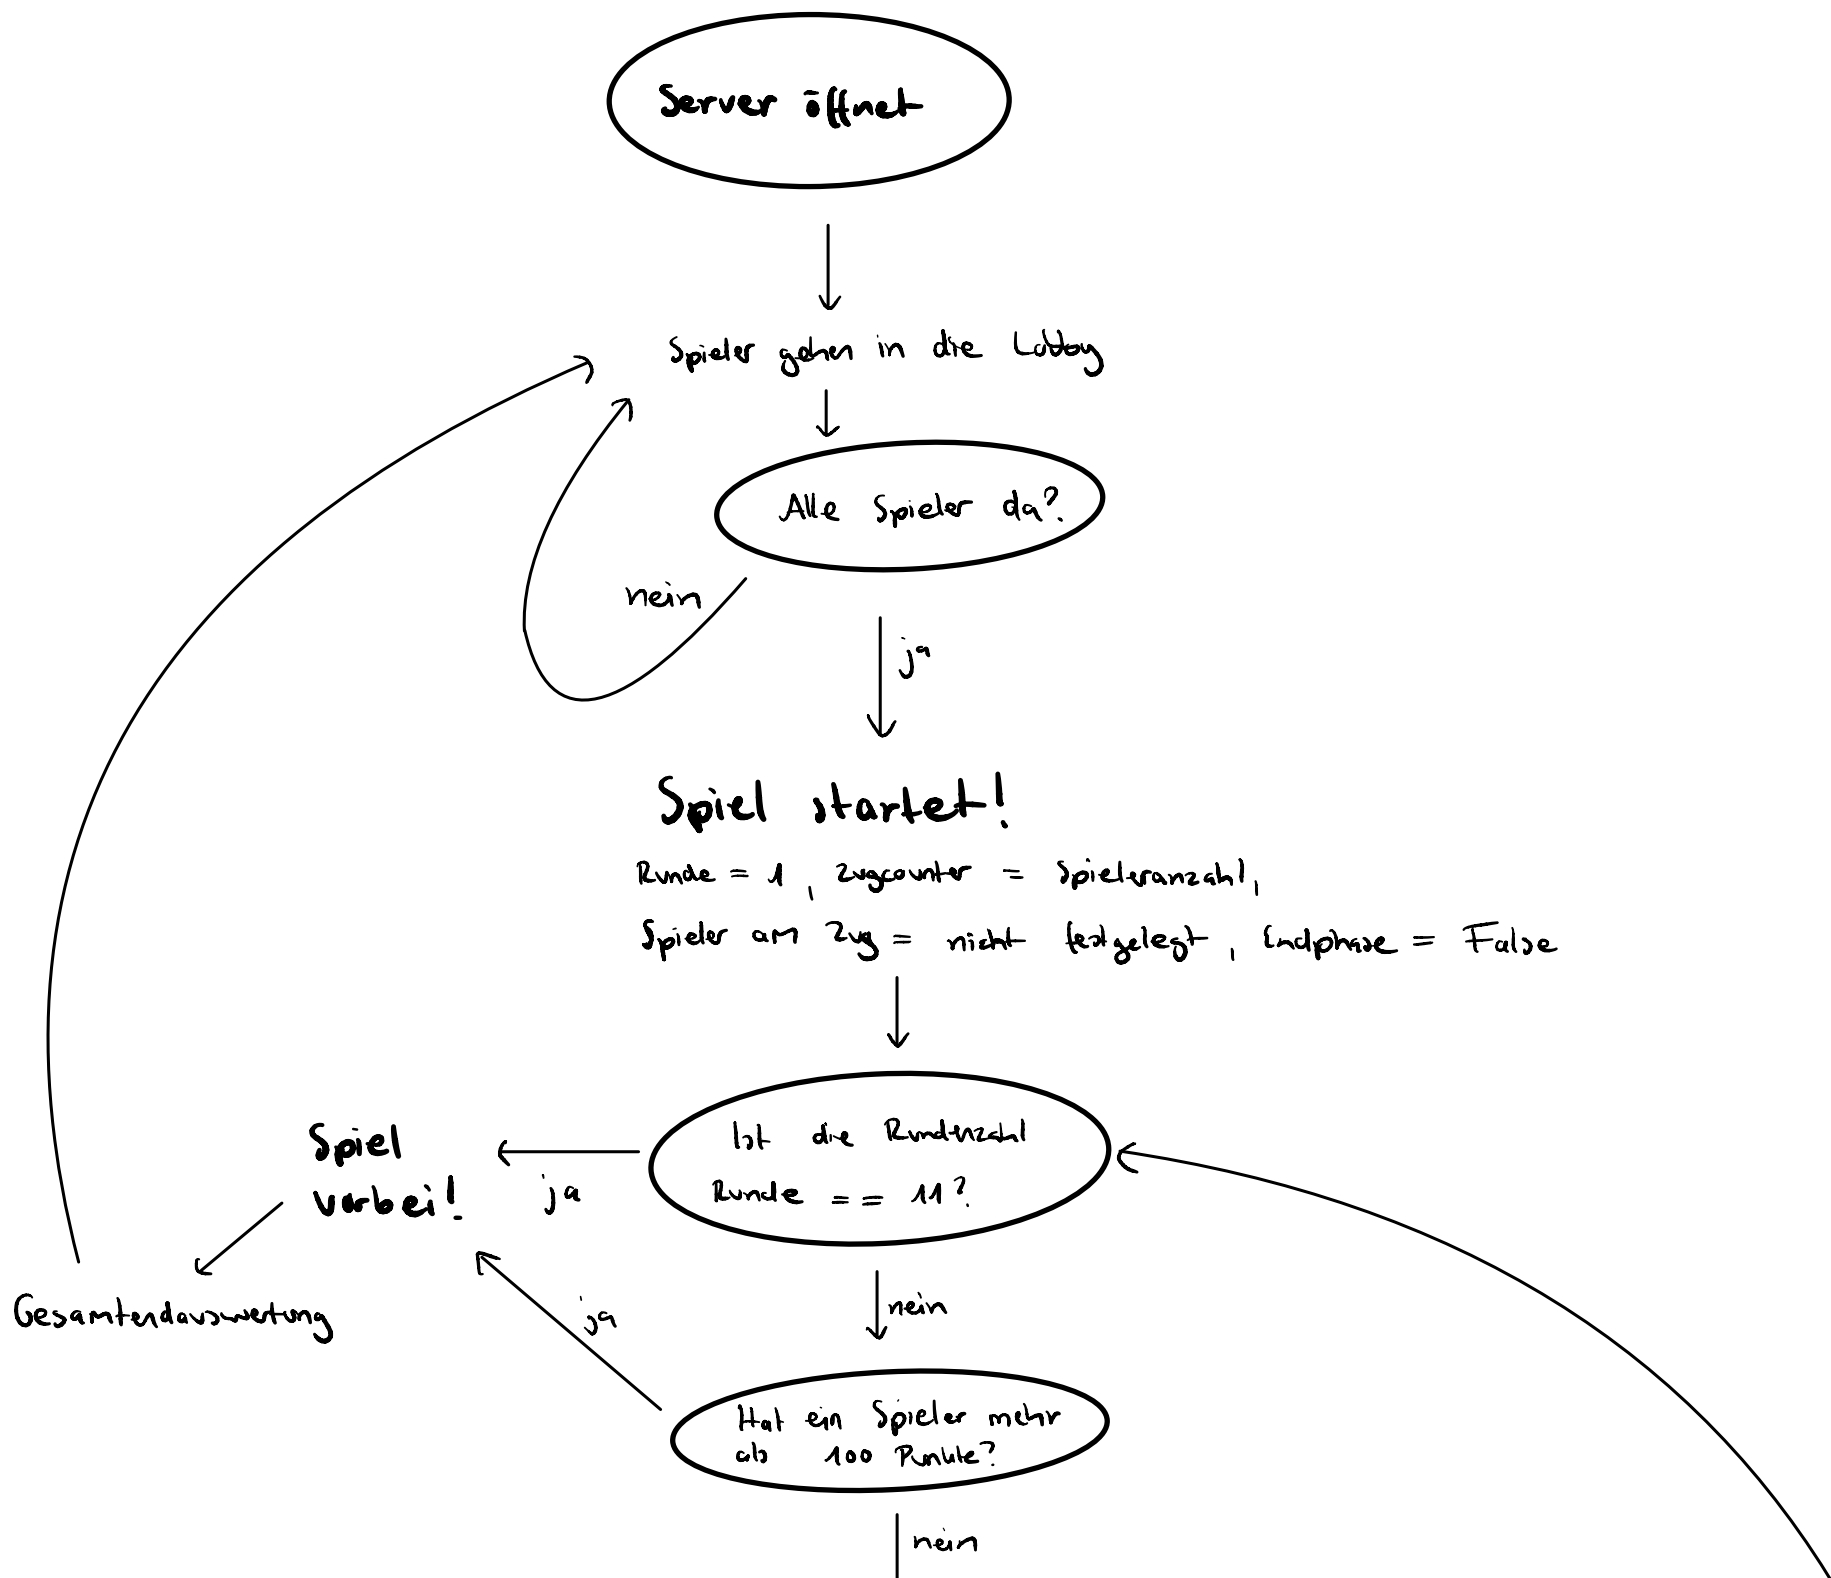 Server öffnet
Spieler gehen in die Lobby
Alle Spieler da?
nein
ja
Spiel startet!
Runde = 1, Zugcounter = Spieleranzahl,
Spieler am Zug = nicht festgelegt, Endphase = False
Ist die Rundenzahl
Runde == 11?
ja
Spiel
vorbei!
nein
ja
Gesamtendauswertung
Hat ein Spieler mehr
als 100 Punkte?
nein